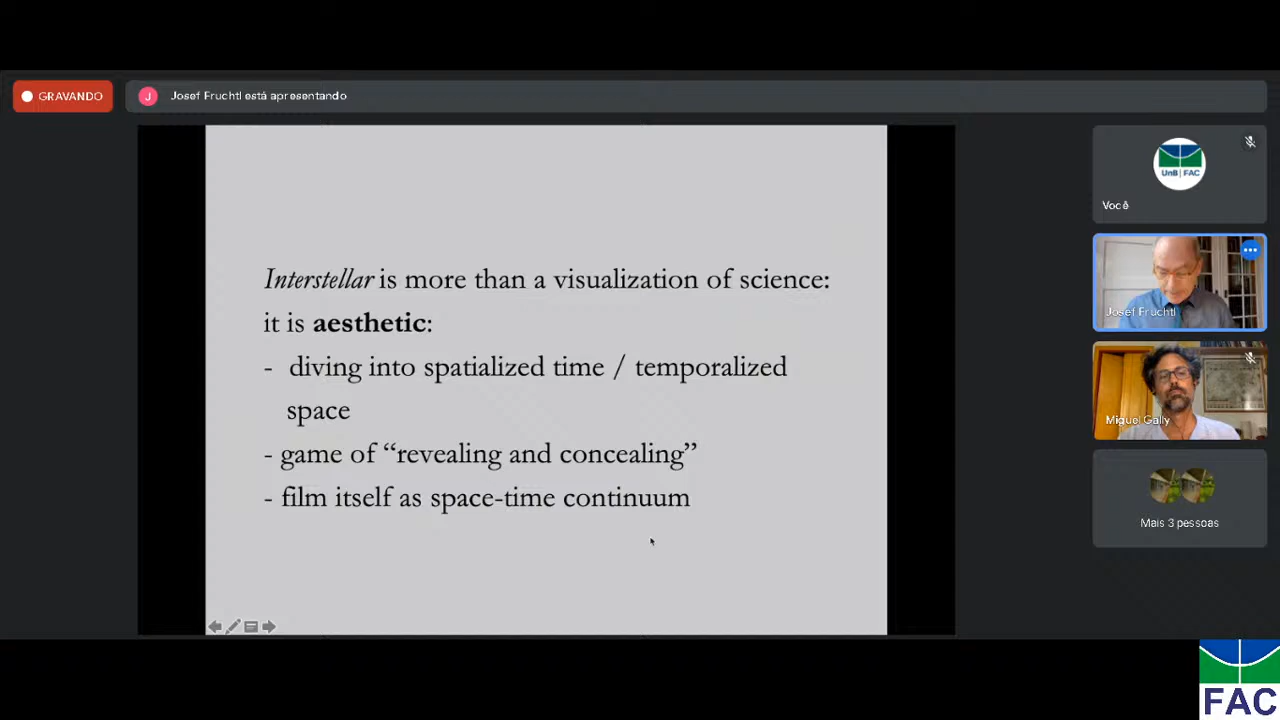 GRAVANDO
J
Josef Fruchtl está apresentando
Interstellar is more than a visualization of science:
it is aesthetic:
- diving into spatialized time / temporalized
space
- game of “revealing and concealing”
- film itself as space-time continuum
UnB | FAC
Você
Josef Fruchtl
Miguel Gally
Mais 3 pessoas
FAC